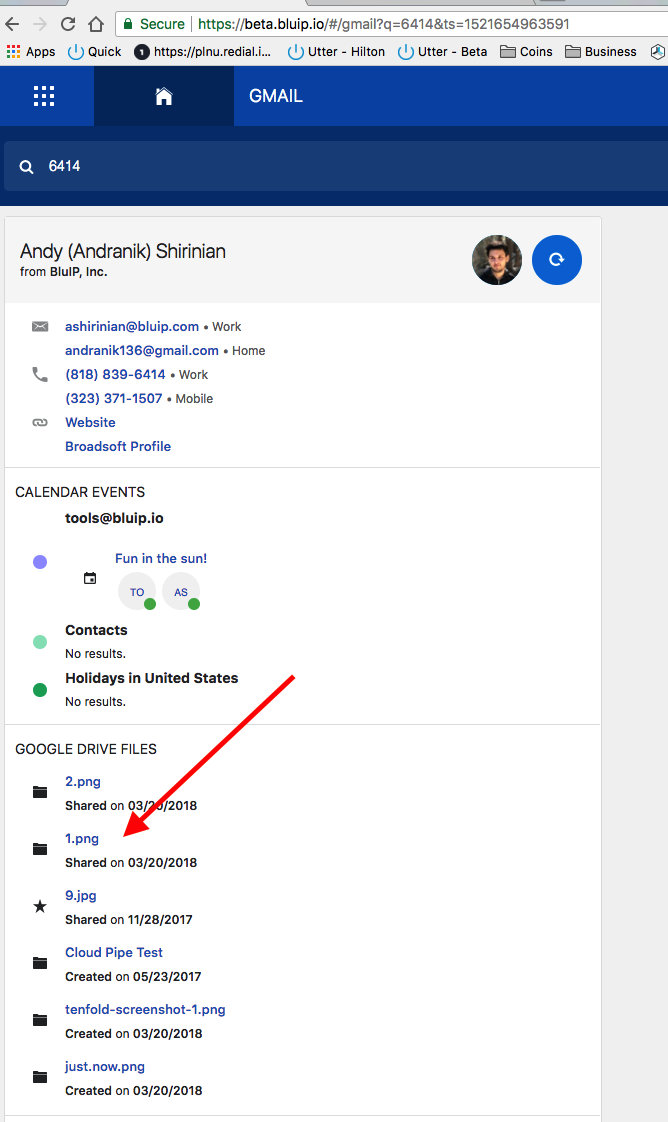 Secure https://beta.bluip.io/#/gmail?q=6414&ts=1521654963591
Apps Quick 1 https://plnu.redial.i... Utter - Hilton Utter - Beta Coins Business
GMAIL
6414
Andy (Andranik) Shirinian
from BluIP, Inc.
ashirinian@bluip.com • Work
andranik136@gmail.com • Home
(818) 839-6414 • Work
(323) 371-1507 • Mobile
Website
Broadsoft Profile
CALENDAR EVENTS
tools@bluip.io
Fun in the sun!
TO AS
Contacts
No results.
Holidays in United States
No results.
GOOGLE DRIVE FILES
2.png
Shared on 03/20/2018
1.png
Shared on 03/20/2018
9.jpg
Shared on 11/28/2017
Cloud Pipe Test
Created on 05/23/2017
tenfold-screenshot-1.png
Created on 03/20/2018
just.now.png
Created on 03/20/2018